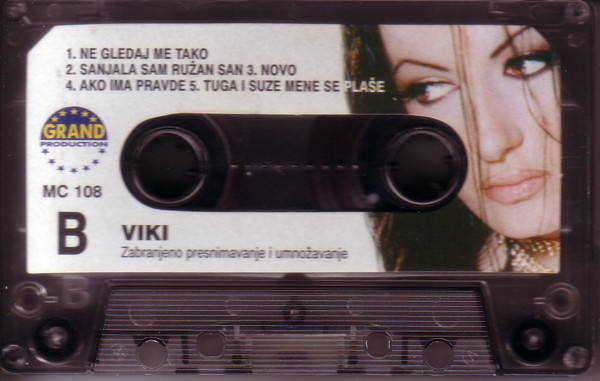 1. NE GLEDAJ ME TAKO
2. SANJALA SAM RUŽAN SAN 3. NOVO
4. AKO IMA PRAVDE 5. TUGA I SUZE MENE SE PLAŠE
GRAND
PRODUCTION
MC 108
B
VIKI
Zabranjeno presnimavanje i umnožavanje
B